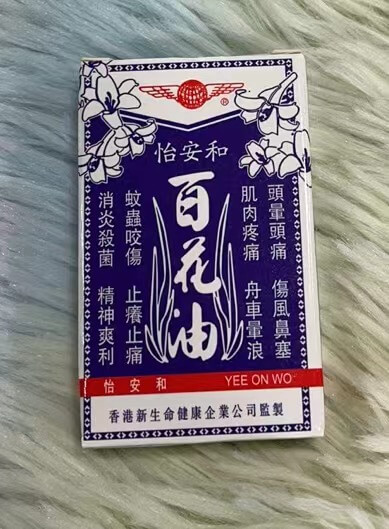 ®
怡安和
百花油
頭暈頭痛 傷風鼻塞
肌肉疼痛 舟車暈浪
蚊蟲咬傷 止癢止痛
消炎殺菌 精神爽利
怡安和 YEE ON WO
香港新生命健康企業公司監製